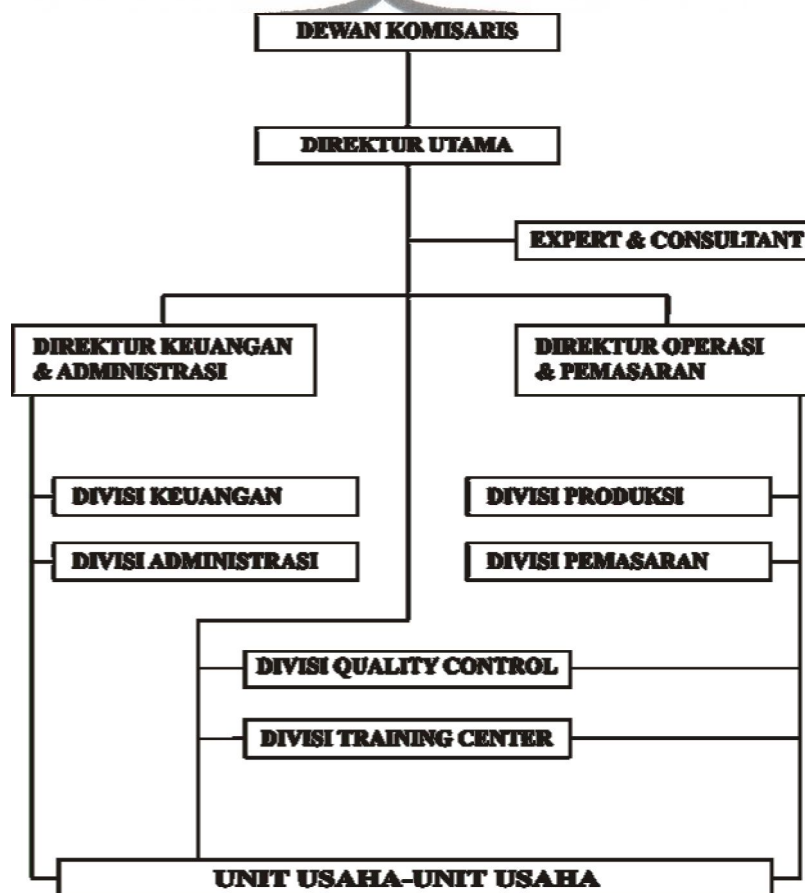 DEWAN KOMISARIS
DIREKTUR UTAMA
EXPERT & CONSULTANT
DIREKTUR KEUANGAN
& ADMINISTRASI
DIREKTUR OPERASI
& PEMASARAN
DIVISI KEUANGAN
DIVISI PRODUKSI
DIVISI ADMINISTRASI
DIVISI PEMASARAN
DIVISI QUALITY CONTROL
DIVISI TRAINING CENTER
UNIT USAHA-UNIT USAHA